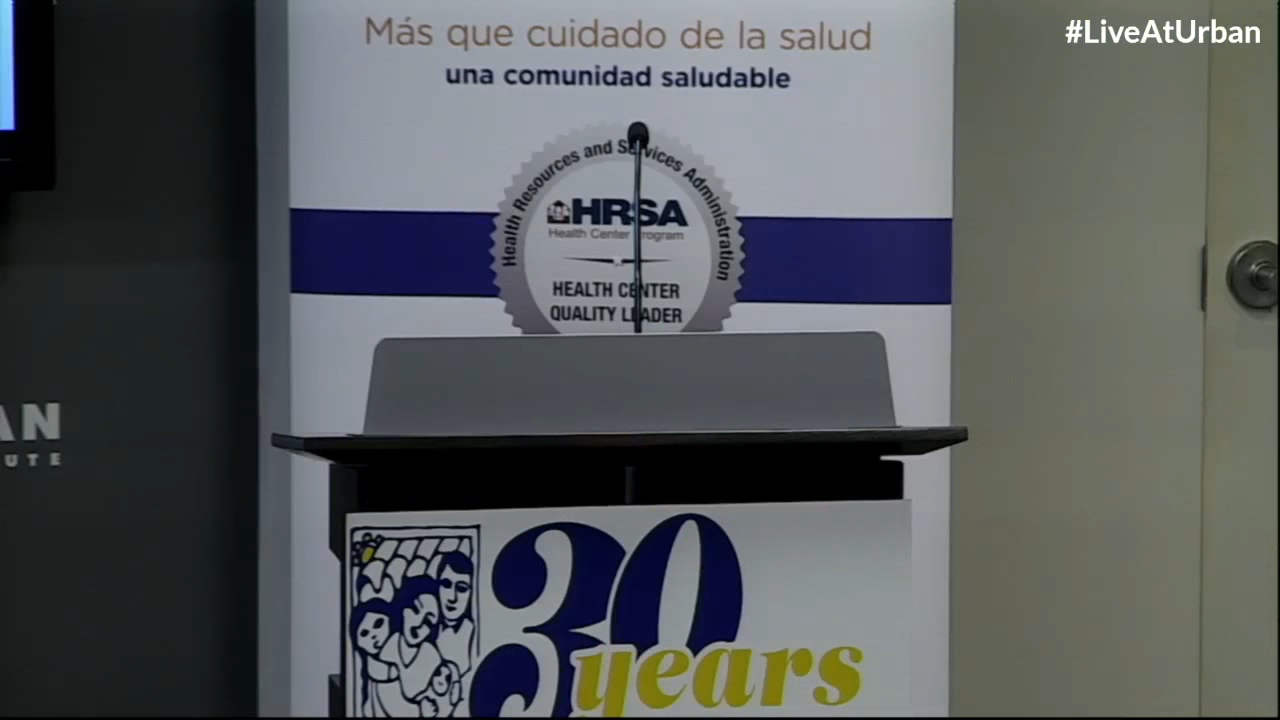 #LiveAtUrban
Más que cuidado de la salud
una comunidad saludable
Health Resources and Services Administration
HRSA
Health Center Program
HEALTH CENTER
QUALITY LEADER
AN
UTE
30
years